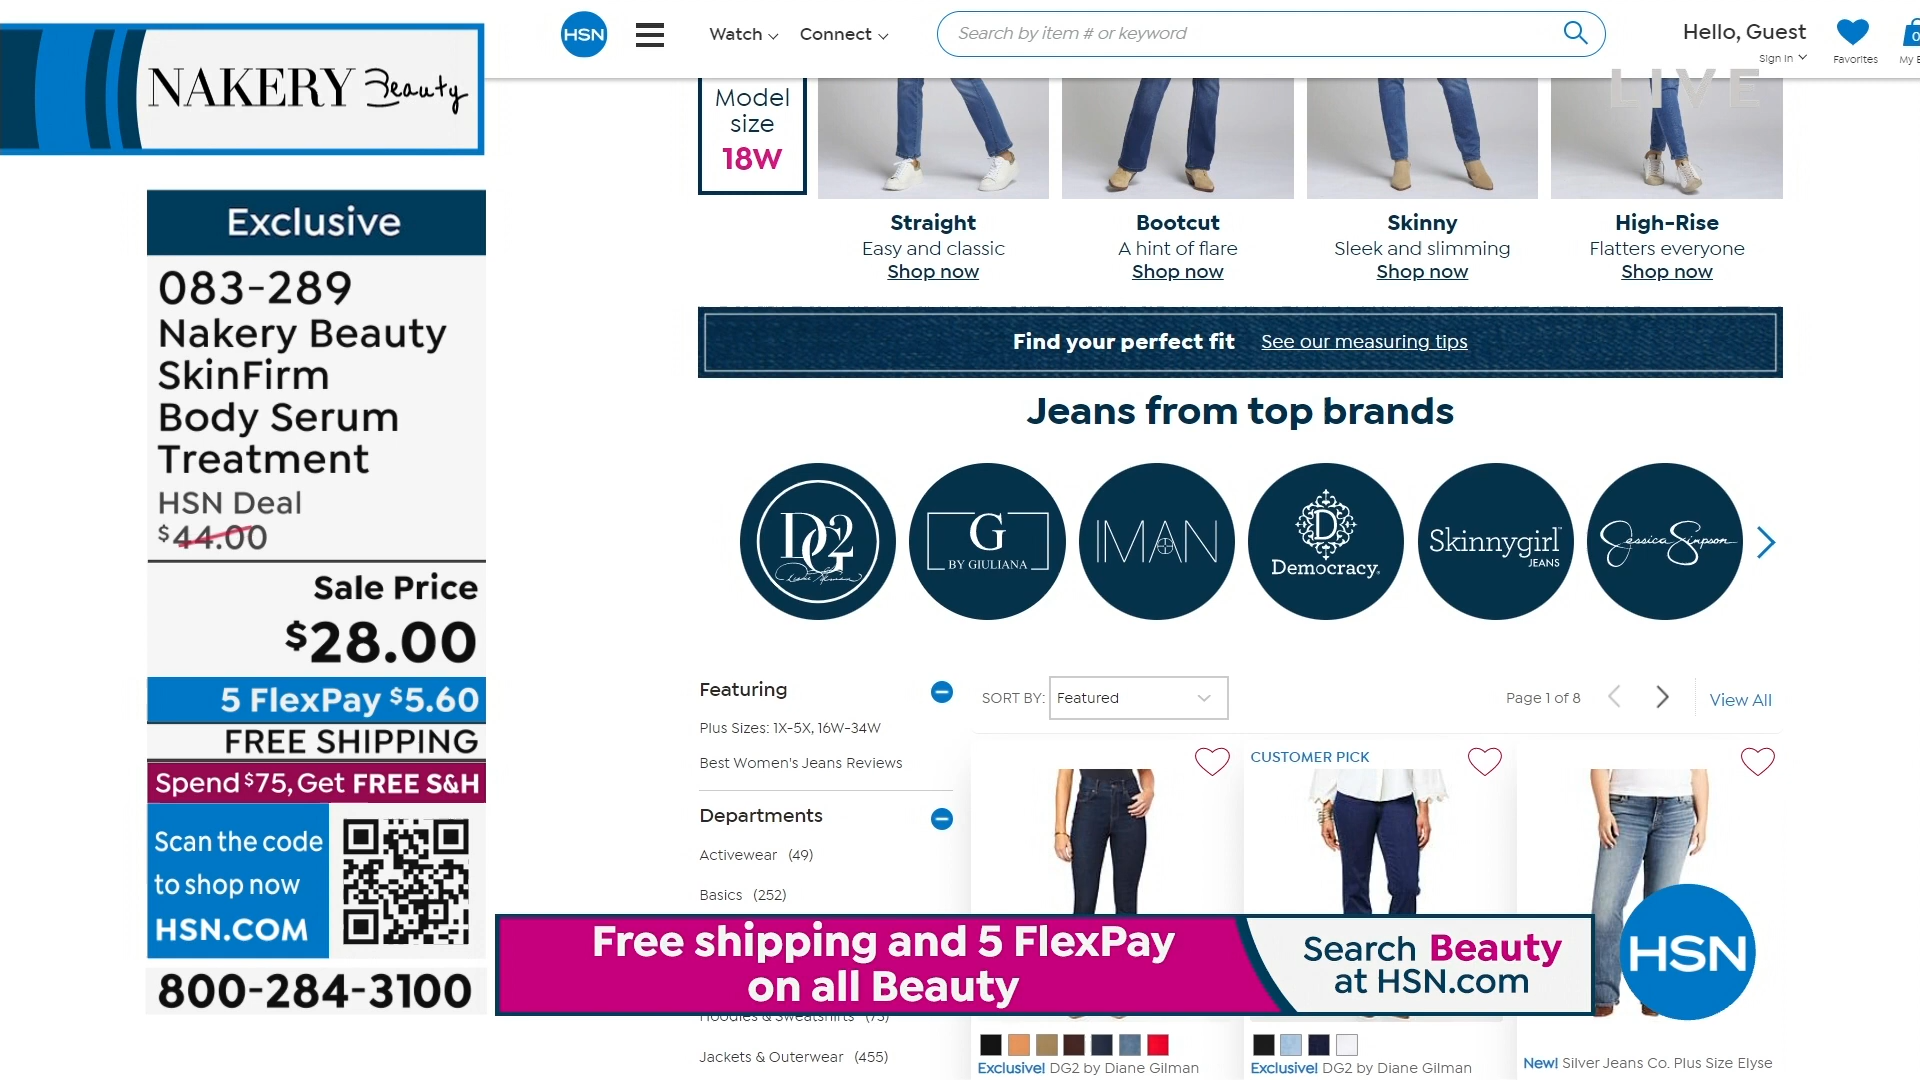 NAKERY Beauty
Exclusive
083-289
Nakery Beauty
SkinFirm
Body Serum
Treatment
HSN Deal
$44.00
Sale Price
$28.00
5 FlexPay $5.60
FREE SHIPPING
Spend $75, Get FREE S&H
Scan the code
to shop now
HSN.COM
800-284-3100
HSN
Watch
Connect
Search by item # or keyword
Hello, Guest
Sign In
Favorites
My
0
LIVE
Model
size
18W
Straight
Easy and classic
Shop now
Bootcut
A hint of flare
Shop now
Skinny
Sleek and slimming
Shop now
High-Rise
Flatters everyone
Shop now
Find your perfect fit See our measuring tips
Jeans from top brands
DG2
Diane Gilman
G
BY GIULIANA
IMAN
D
Democracy
Skinnygirl
JEANS
Jessica Simpson
Featuring
Plus Sizes: 1X-5X, 16W-34W
Best Women's Jeans Reviews
Departments
Activewear (49)
Basics (252)
Hoodies & Sweatshirts (73)
Jackets & Outerwear (455)
SORT BY: Featured
Page 1 of 8
View All
CUSTOMER PICK
Exclusive! DG2 by Diane Gilman
Exclusive! DG2 by Diane Gilman
New! Silver Jeans Co. Plus Size Elyse
Free shipping and 5 FlexPay
on all Beauty
Search Beauty
at HSN.com
HSN